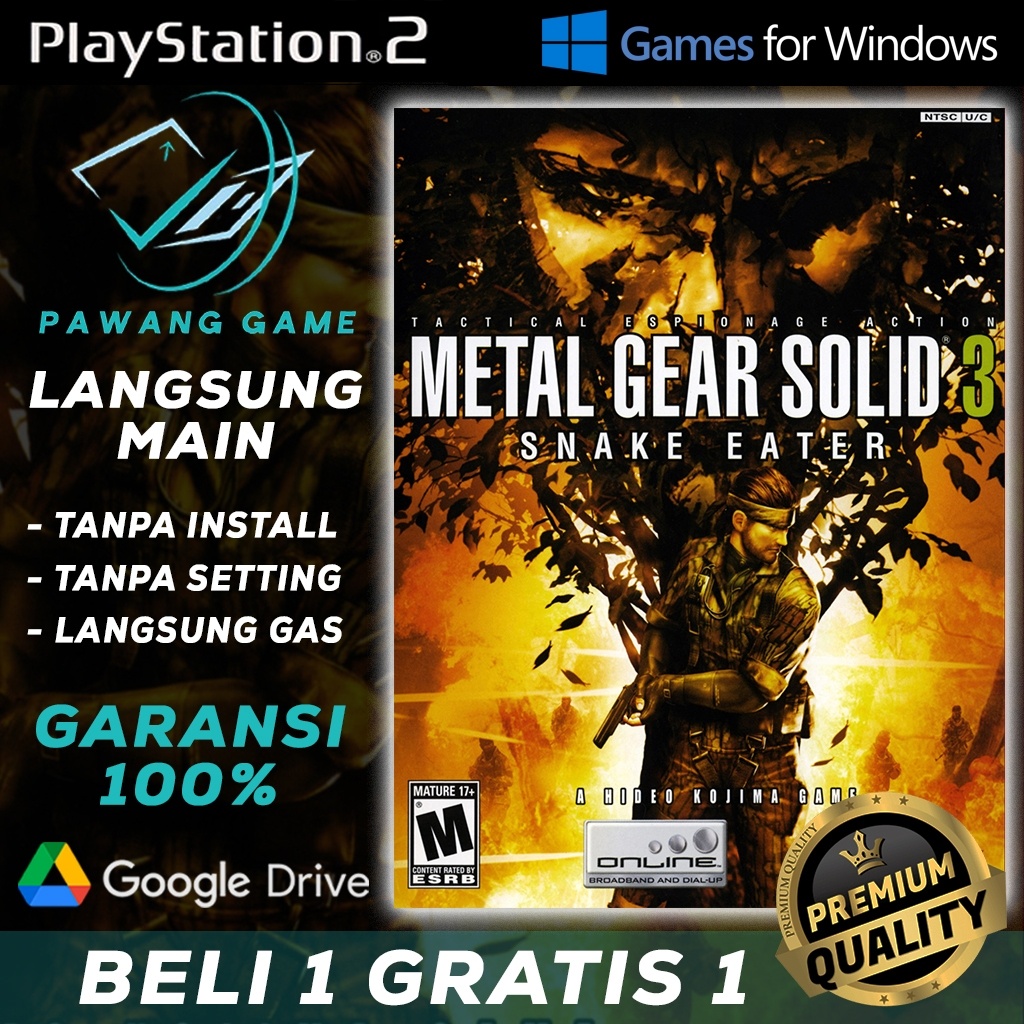 PlayStation®2
Games for Windows
PAWANG GAME
LANGSUNG
MAIN
- TANPA INSTALL
- TANPA SETTING
- LANGSUNG GAS
GARANSI
100%
Google Drive
NTSC U/C
TACTICAL ESPIONAGE ACTION
METAL GEAR SOLID® 3
SNAKE EATER
A HIDEO KOJIMA GAME
MATURE 17+
M®
CONTENT RATED BY
ESRB
ONLINE
BROADBAND AND DIAL-UP
PREMIUM QUALITY
PREMIUM
QUALITY
BELI 1 GRATIS 1